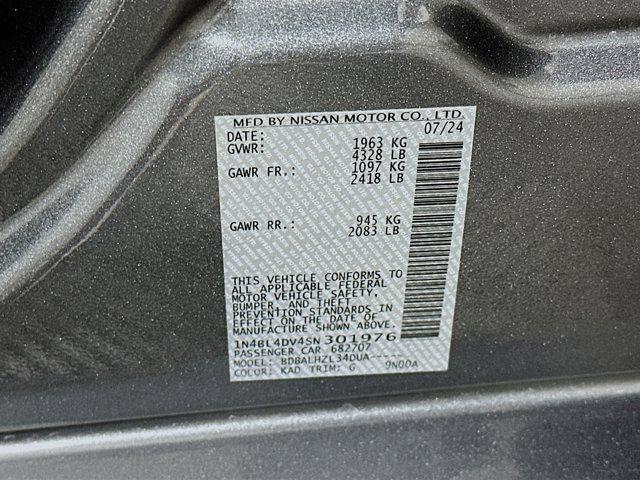 MFD BY NISSAN MOTOR CO., LTD.
DATE: 07/24
GVWR: 1963 KG
4328 LB
GAWR FR.: 1097 KG
2418 LB
GAWR RR.: 945 KG
2083 LB
THIS VEHICLE CONFORMS TO
ALL APPLICABLE FEDERAL
MOTOR VEHICLE SAFETY,
BUMPER, AND THEFT
PREVENTION STANDARDS IN
EFFECT ON THE DATE OF
MANUFACTURE SHOWN ABOVE.
1N4BL4DV4SN301976
PASSENGER CAR 682707
MODEL: BDBALHZL34DUA-----
COLOR: KAD TRIM: G 9N00A